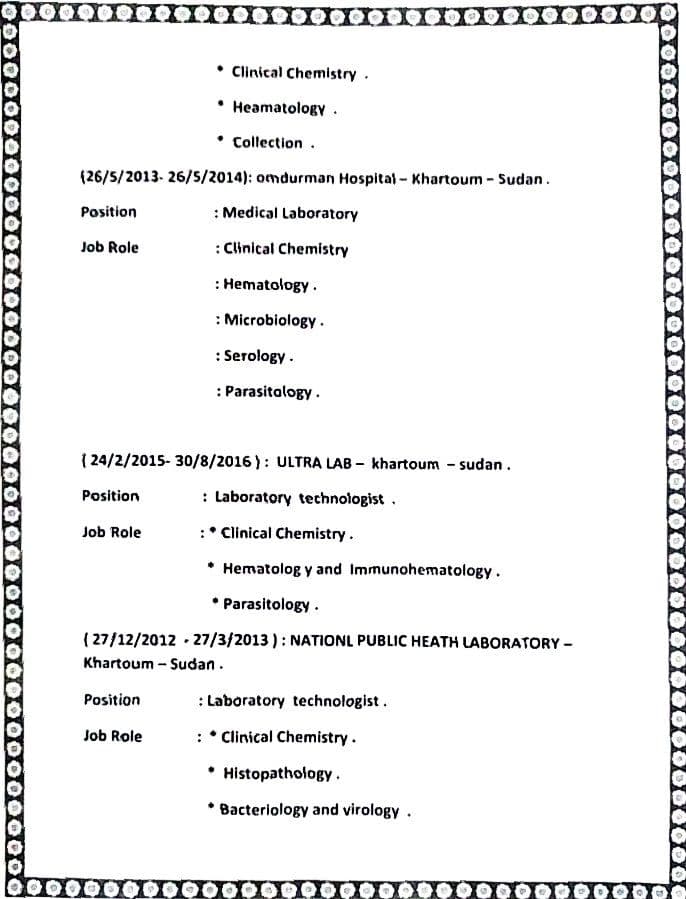 * Clinical Chemistry .
* Heamatology .
* Collection .
(26/5/2013- 26/5/2014): omdurman Hospital – Khartoum – Sudan .
Position : Medical Laboratory
Job Role : Clinical Chemistry
: Hematology .
: Microbiology .
: Serology .
: Parasitology .
( 24/2/2015- 30/8/2016 ) : ULTRA LAB – khartoum – sudan .
Position : Laboratory technologist .
Job Role : * Clinical Chemistry .
* Hematolog y and Immunohematology .
* Parasitology .
( 27/12/2012 - 27/3/2013 ) : NATIONL PUBLIC HEATH LABORATORY –
Khartoum – Sudan .
Position : Laboratory technologist .
Job Role : * Clinical Chemistry .
* Histopathology .
* Bacteriology and virology .